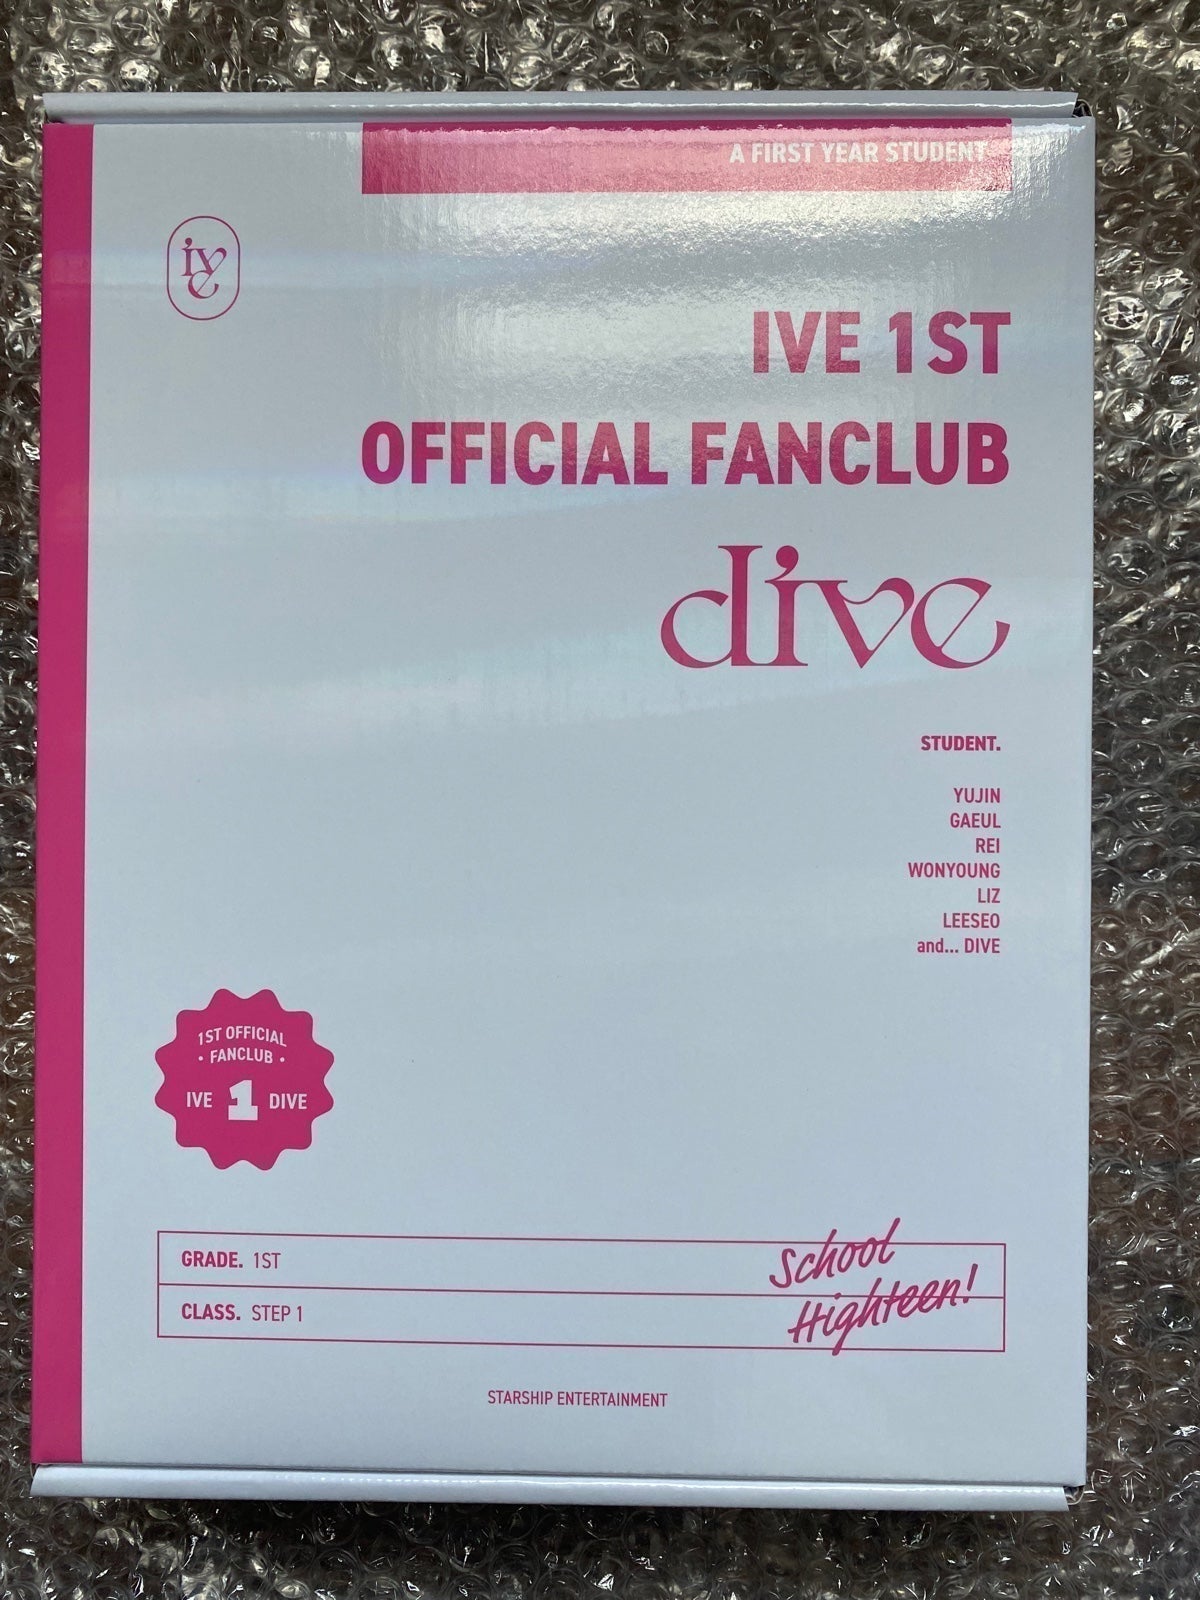 A FIRST YEAR STUDENT
ive
IVE 1ST
OFFICIAL FANCLUB
dive
STUDENT.
YUJIN
GAEUL
REI
WONYOUNG
LIZ
LEESEO
and... DIVE
1ST OFFICIAL
• FANCLUB •
IVE 1 DIVE
GRADE. 1ST
CLASS. STEP 1
School
Highteen!
STARSHIP ENTERTAINMENT